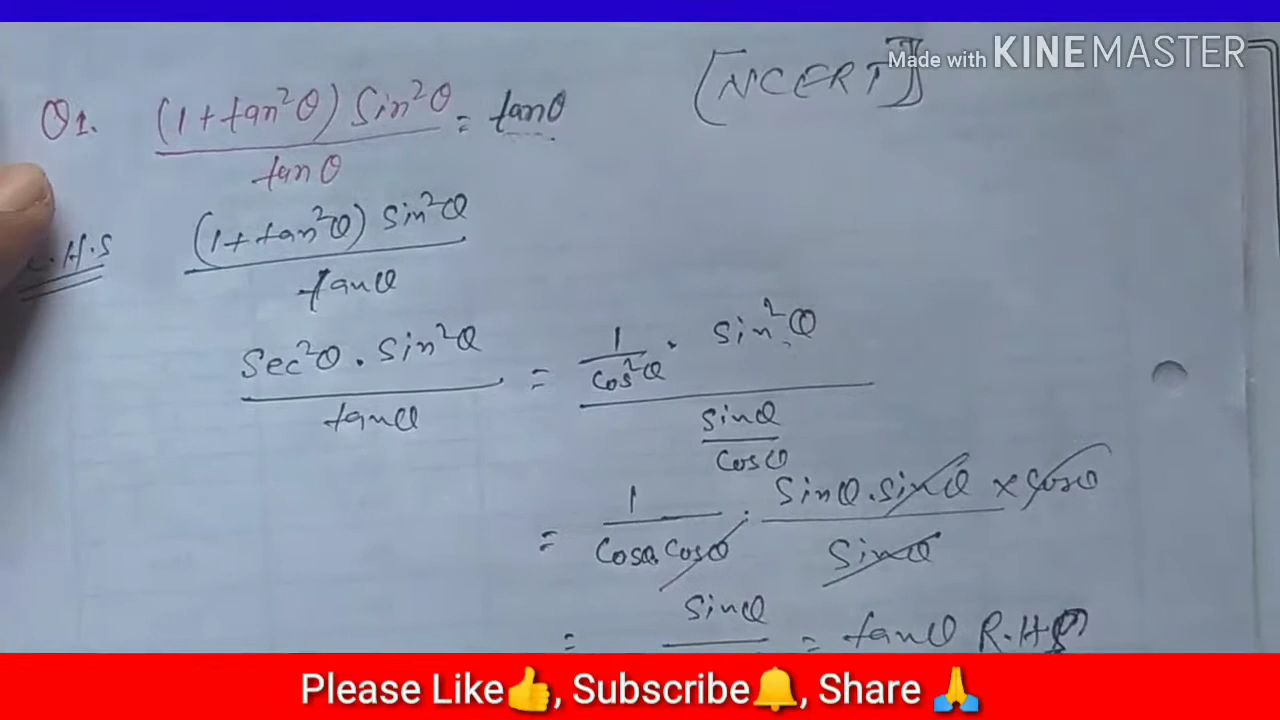 Made with KINEMASTER
[NCERT]
Q1. (1 + tan²θ) Sin²θ / tanθ = tanθ
L.H.S (1 + tan²θ) Sin²θ / tanθ
Sec²θ . Sin²θ / tanθ = 1/cos²θ . Sin²θ / Sinθ/Cosθ
= 1 / Cosθ.Cosθ . Sinθ.Sinθ × Cosθ / Sinθ
= Sinθ / = tanθ R.H.S
Please Like👍, Subscribe🔔, Share 🙏